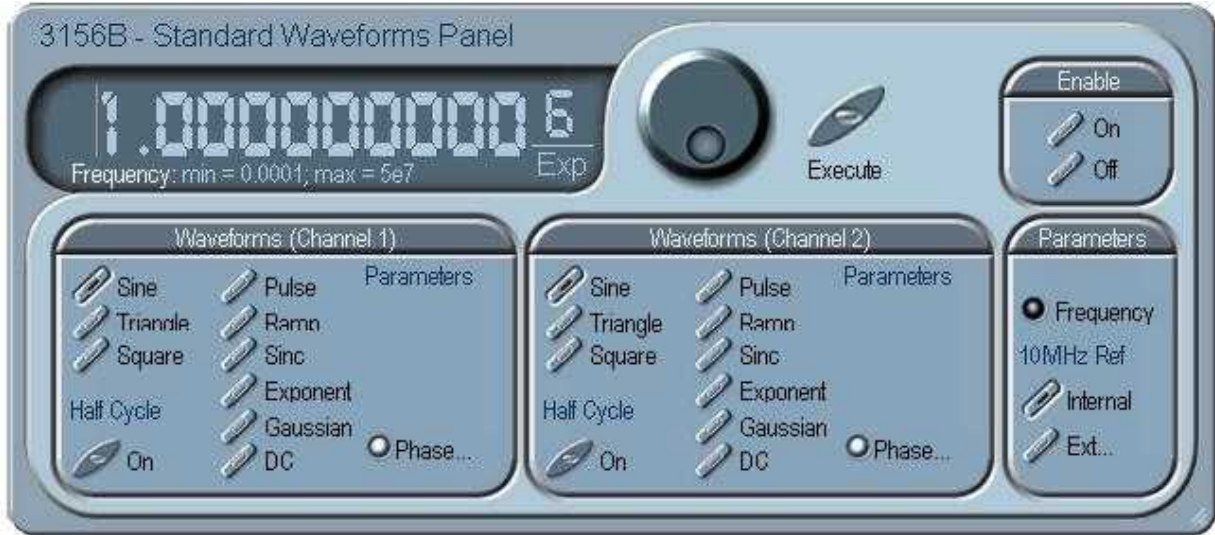 3156B - Standard Waveforms Panel
1.000000000 6
Exp
Frequency: min = 0.0001; max = 5e7
Execute
Enable
On
Off
Waveforms (Channel 1)
Sine
Triangle
Square
Half Cycle
On
Pulse
Ramp
Sinc
Exponent
Gaussian
DC
Parameters
Phase...
Waveforms (Channel 2)
Sine
Triangle
Square
Half Cycle
On
Pulse
Ramp
Sinc
Exponent
Gaussian
DC
Parameters
Phase...
Parameters
Frequency
10MHz Ref
Internal
Ext...